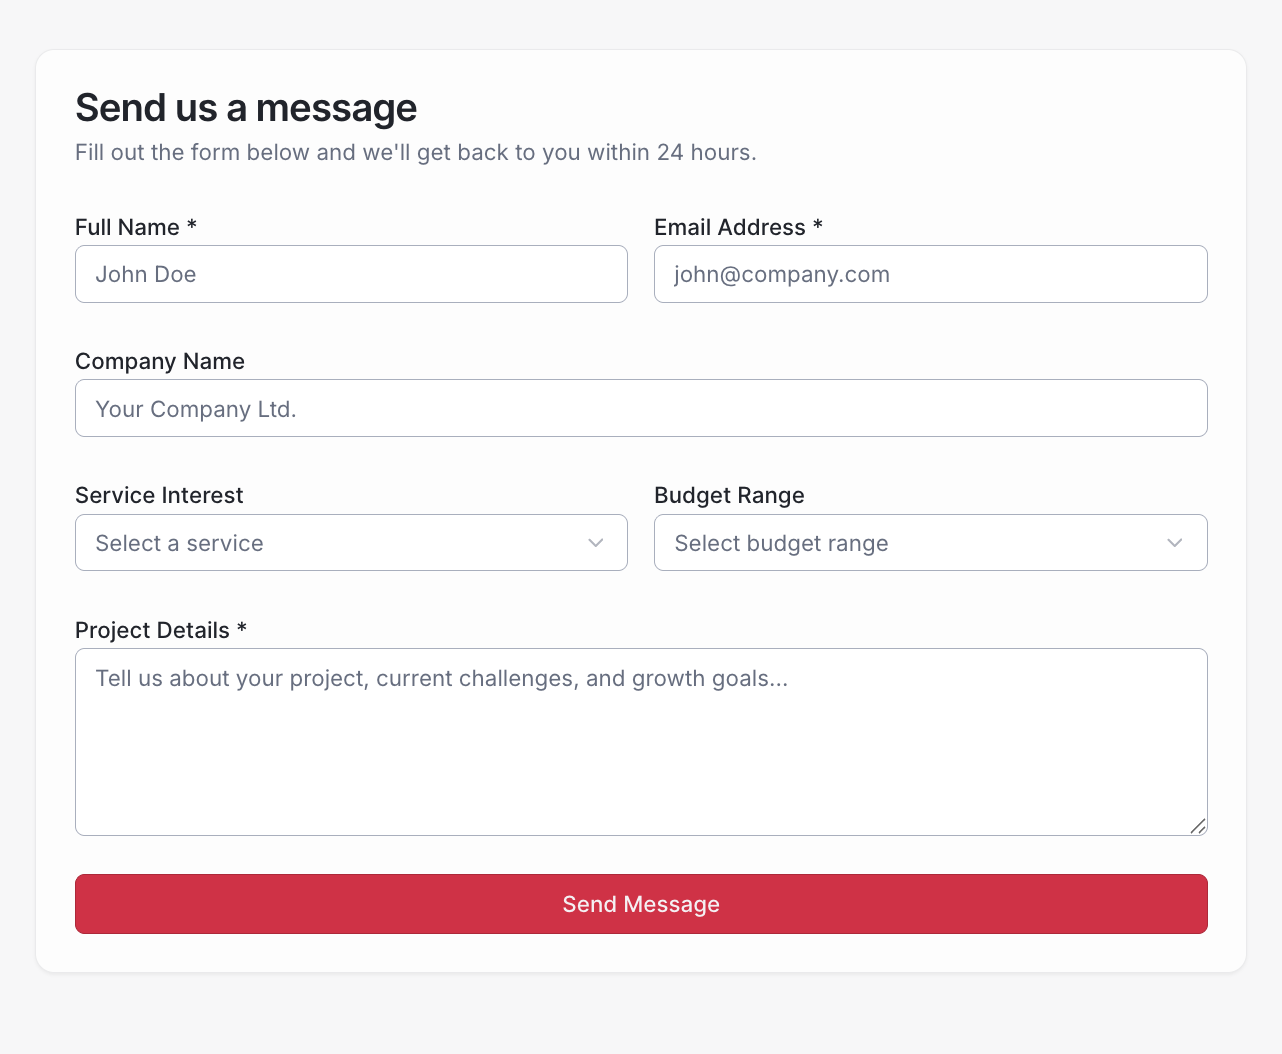 Send us a message
Fill out the form below and we'll get back to you within 24 hours.
Full Name *
Email Address *
John Doe
john@company.com
Company Name
Your Company Ltd.
Service Interest
Budget Range
Select a service
Select budget range
Project Details *
Tell us about your project, current challenges, and growth goals...
Send Message